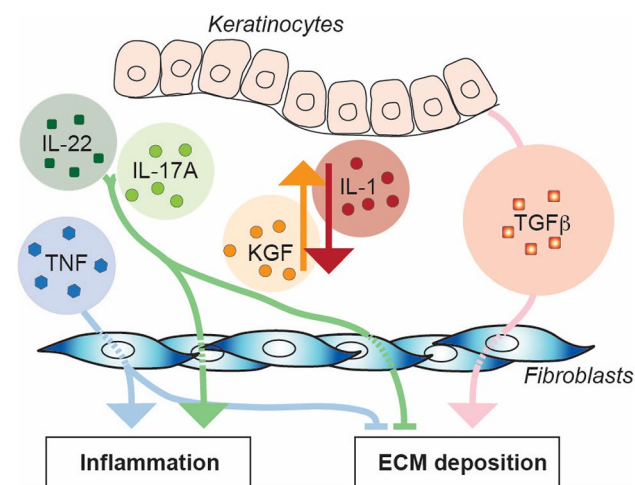 Keratinocytes
IL-22
IL-17A
IL-1
TGFβ
KGF
TNF
Fibroblasts
Inflammation
ECM deposition